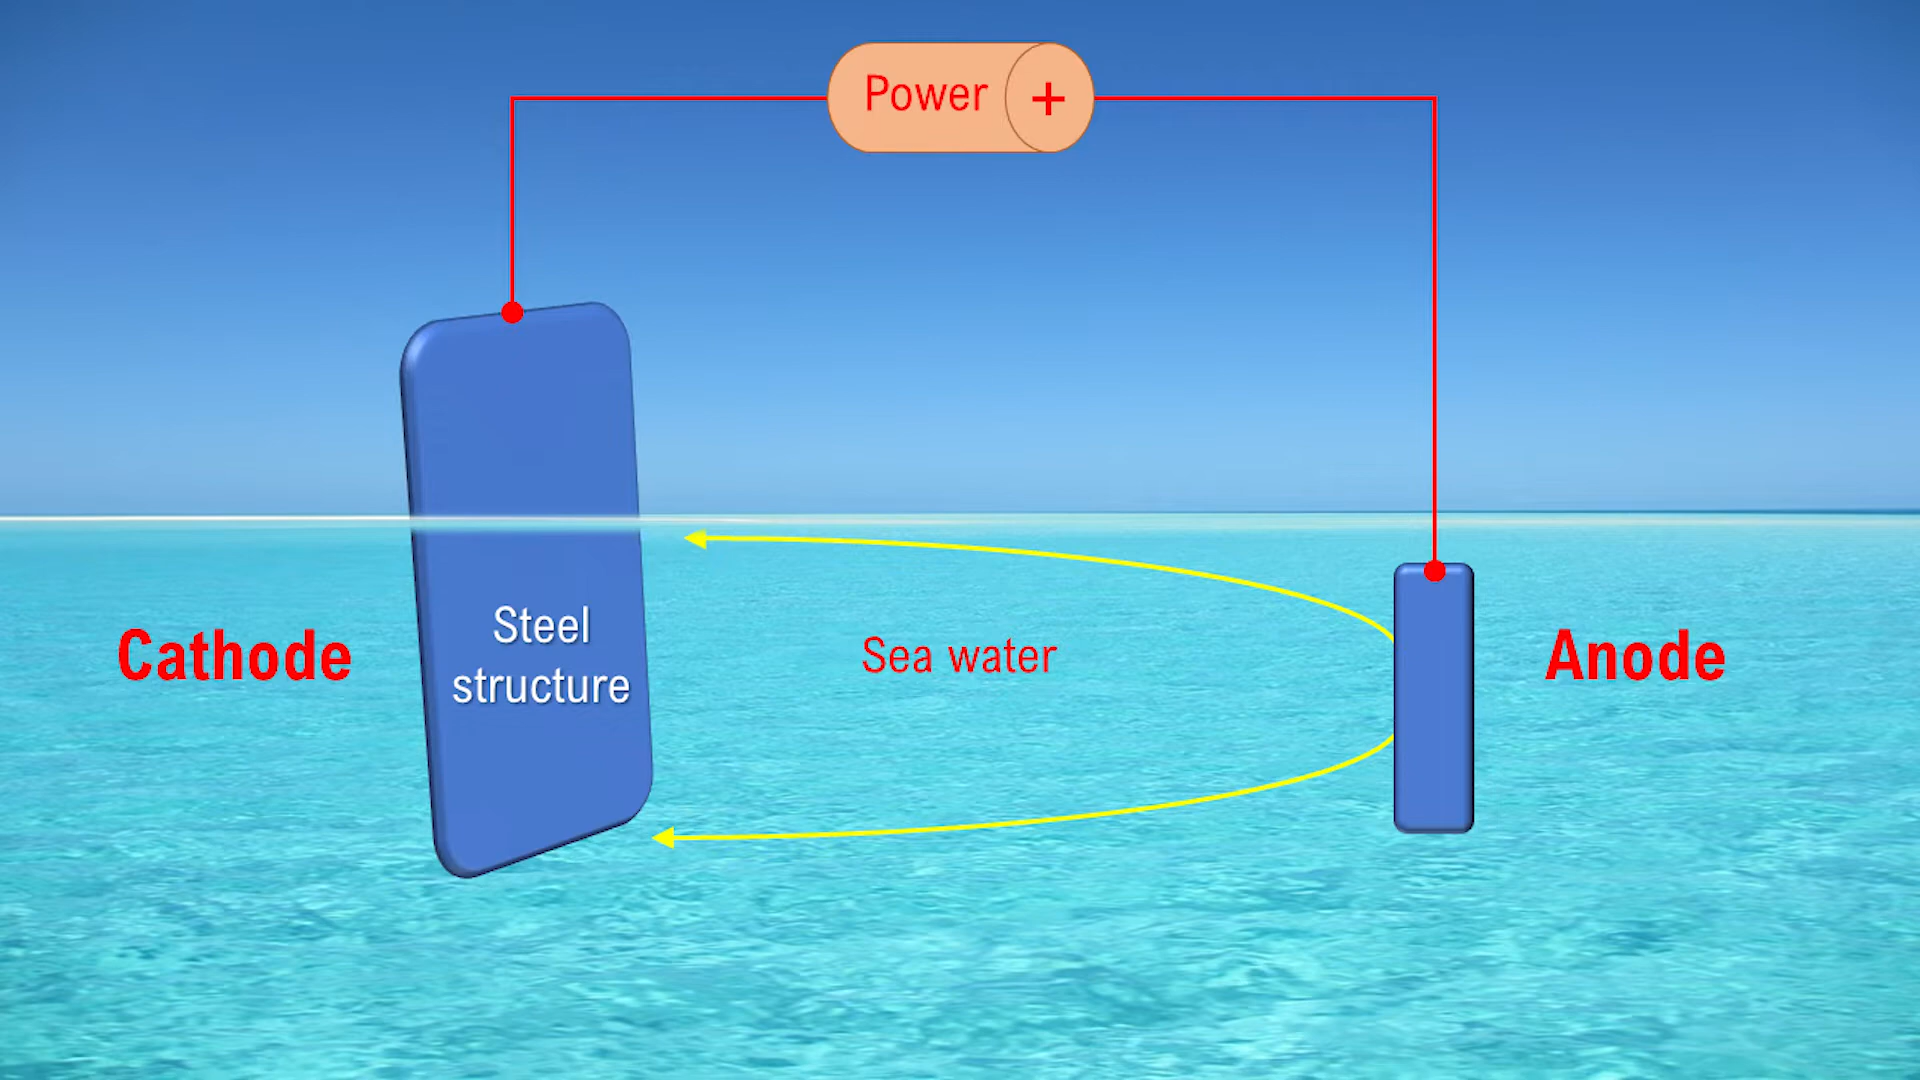 Power +
Steel
structure
Cathode
Sea water
Anode